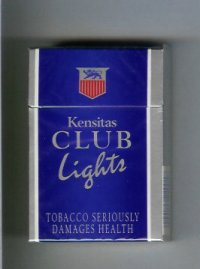 Kensitas
CLUB
Lights
TOBACCO SERIOUSLY
DAMAGES HEALTH